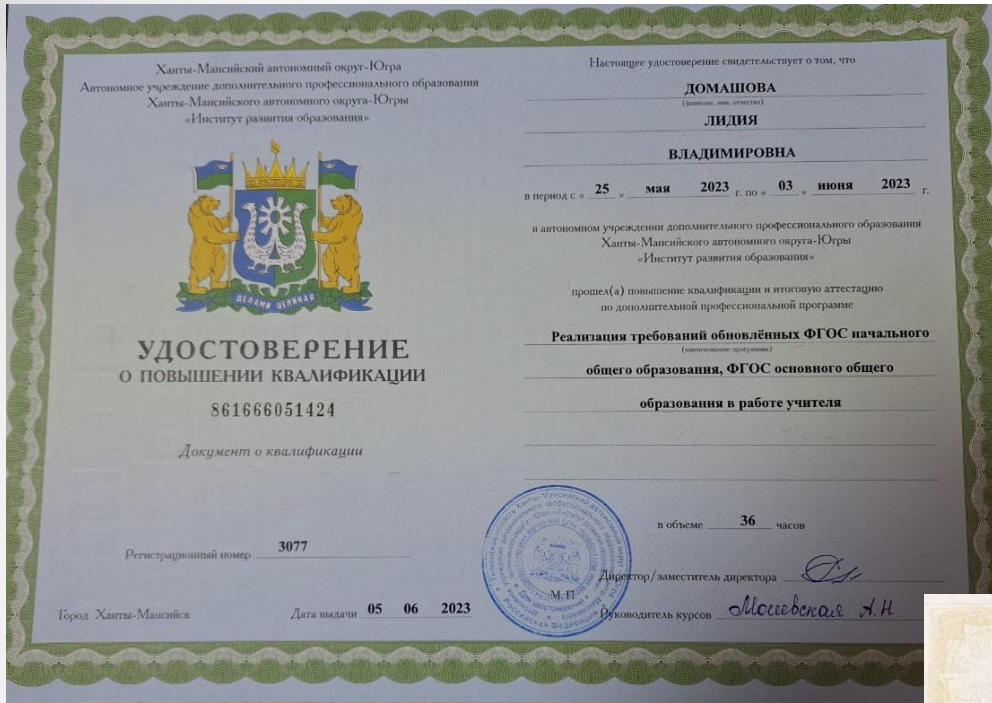 Ханты-Мансийский автономный округ-Югра
Автономное учреждение дополнительного профессионального образования
Ханты-Мансийского автономного округа-Югры
«Институт развития образования»
ДЕЛАМИ ВЕЛИКАЯ
УДОСТОВЕРЕНИЕ
О ПОВЫШЕНИИ КВАЛИФИКАЦИИ
861666051424
Документ о квалификации
Регистрационный номер 3077
Город Ханты-Мансийск Дата выдачи 05 06 2023
Настоящее удостоверение свидетельствует о том, что
ДОМАШОВА
(фамилия, имя, отчество)
ЛИДИЯ
ВЛАДИМИРОВНА
в период с « 25 » мая 2023 г. по « 03 » июня 2023 г.
в автономном учреждении дополнительного профессионального образования
Ханты-Мансийского автономного округа-Югры
«Институт развития образования»
прошел(а) повышение квалификации и итоговую аттестацию
по дополнительной профессиональной программе
Реализация требований обновлённых ФГОС начального
(наименование программы)
общего образования, ФГОС основного общего
образования в работе учителя
в объеме 36 часов
Директор/заместитель директора
М.П.
Руководитель курсов А.Н.